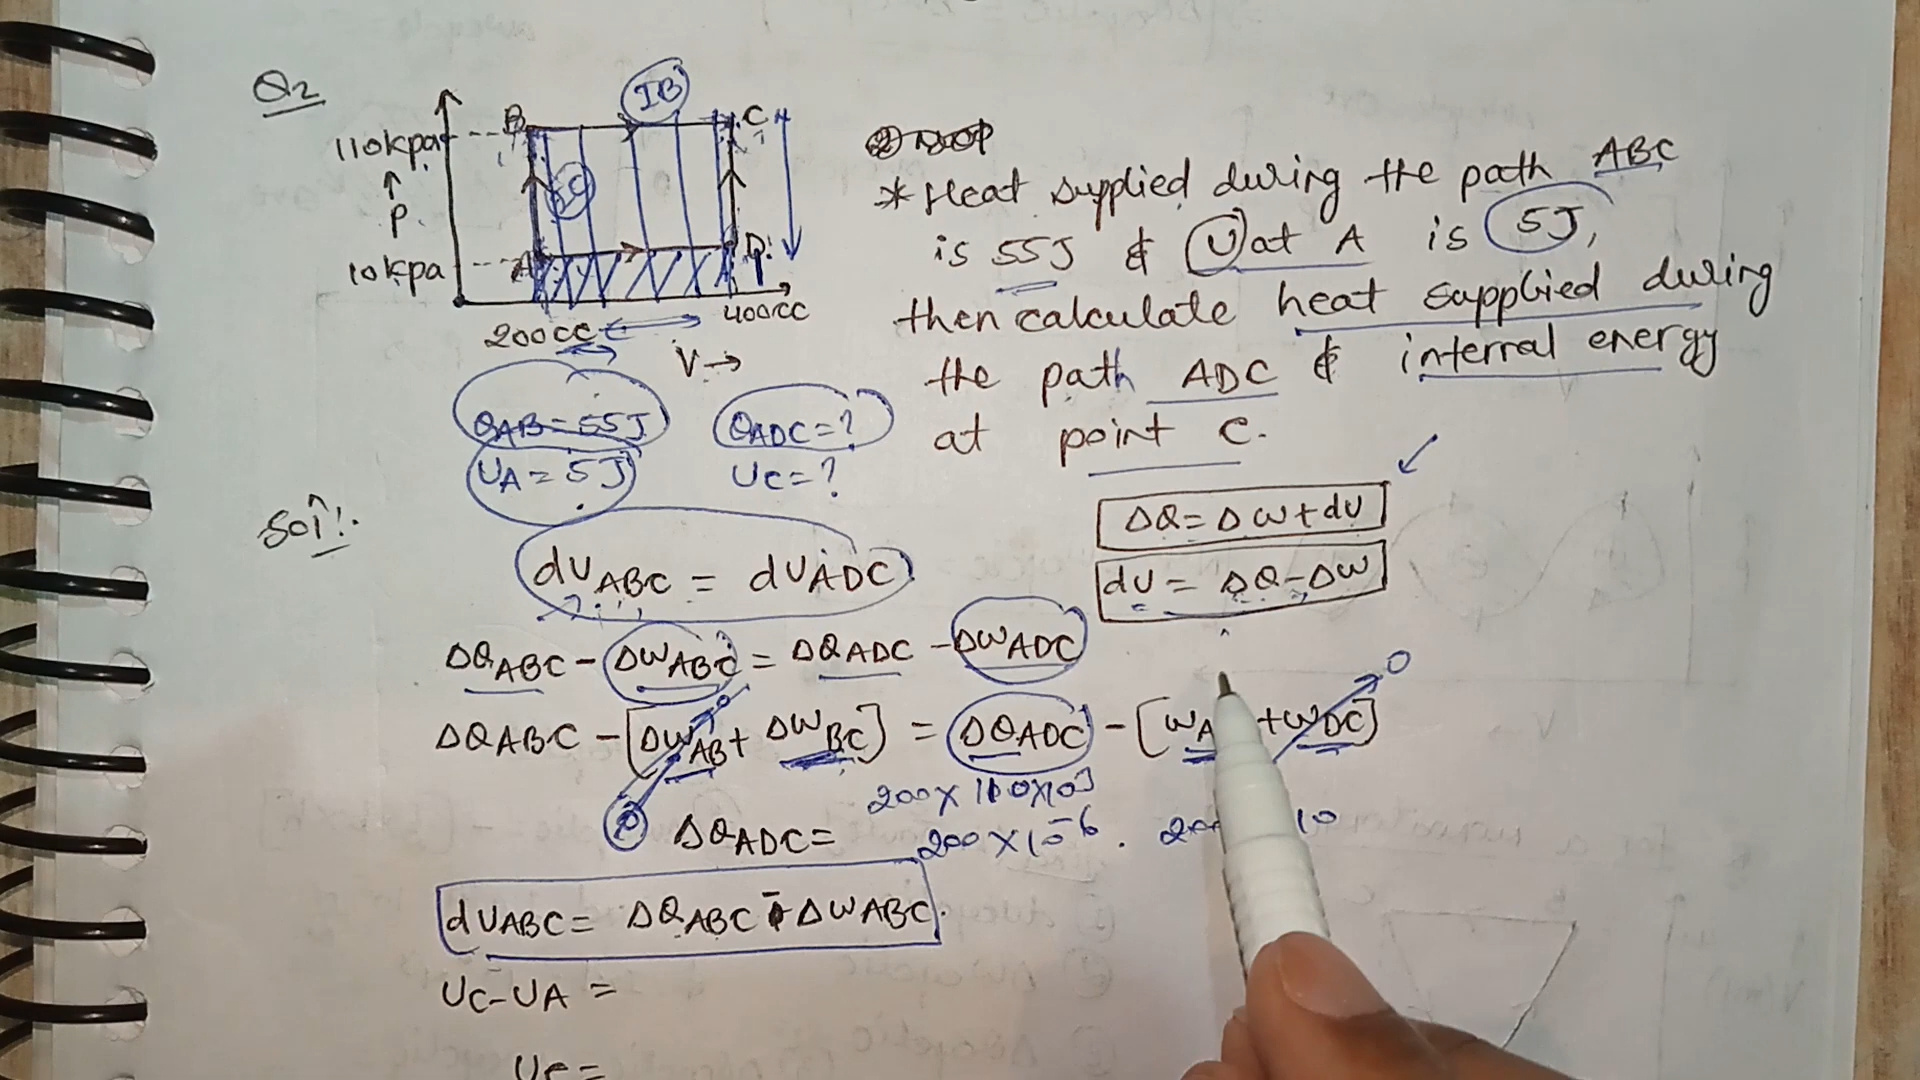 Q2
IB
B
C
110kpa
P
IC
10kpa
A
D
200cc
400cc
V →
* Heat supplied during the path ABC
is 55J & U at A is 5J,
then calculate heat supplied during
the path ADC & internal energy
at point C.
QAB = 55J
QADC = ?
UA = 5J
UC = ?
Sol^n:
ΔQ = ΔW + dU
dU = ΔQ - ΔW
dUABC = dUADC
ΔQABC - ΔWABC = ΔQADC - ΔWADC
ΔQABC - [ΔWAB + ΔWBC] = ΔQADC - [WA + WDC]
O
O
200 × 110 × 103
ΔQADC =
200 × 10-6 .
10
dUABC = ΔQABC - ΔWABC.
UC - UA =
UC =